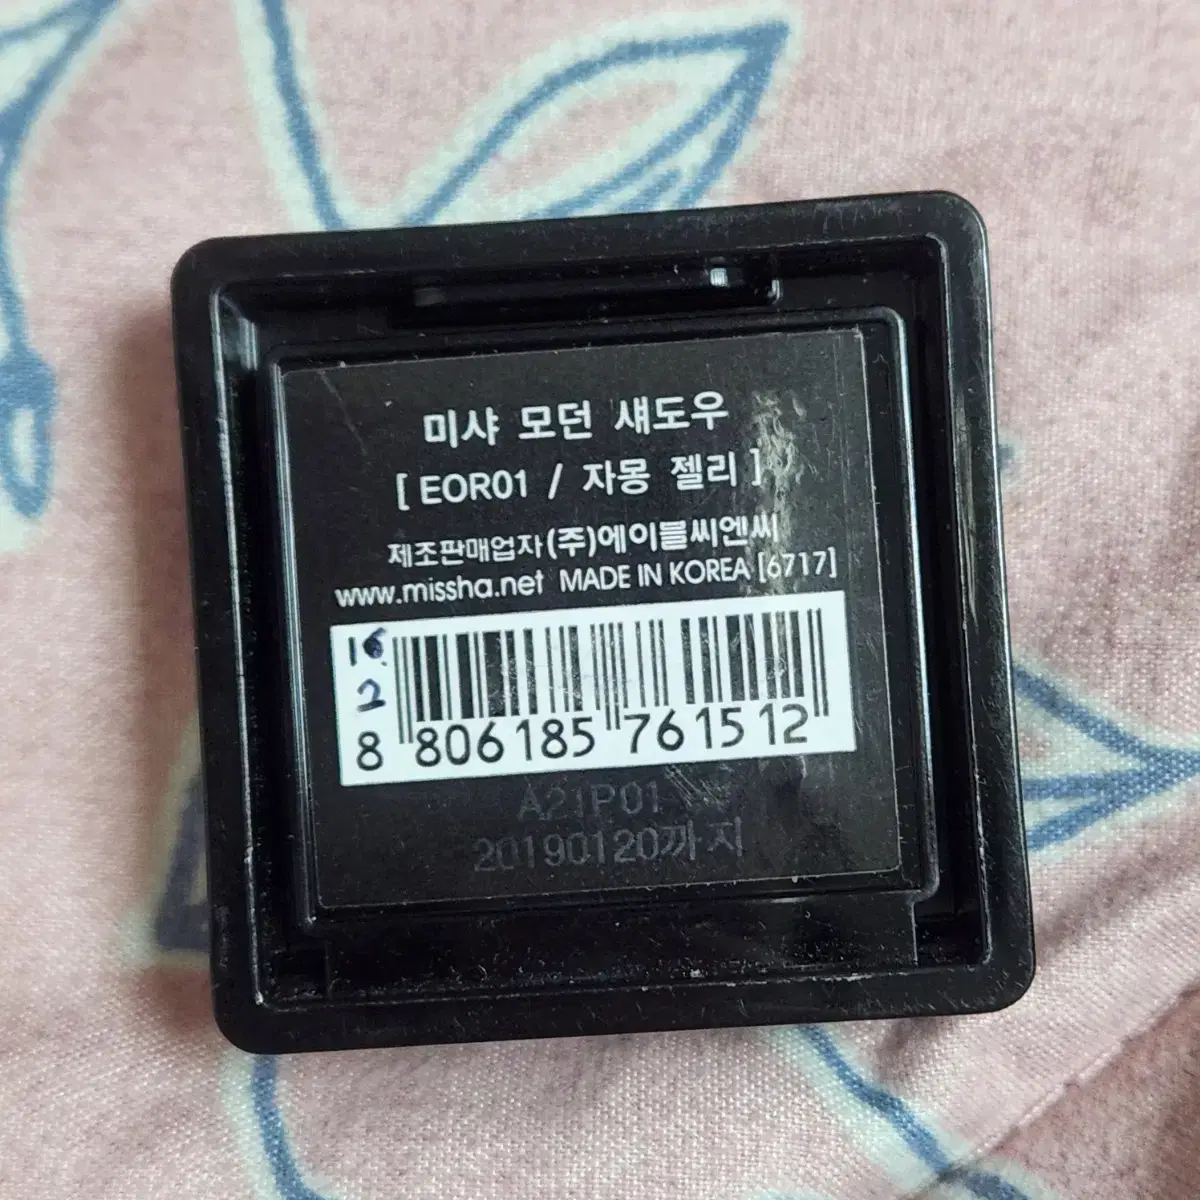 미샤 모던 섀도우
[ EOR01 / 자몽 젤리 ]
제조판매업자 (주)에이블씨엔씨
www.missha.net MADE IN KOREA [6717]
16.
2
8 806185 761512
A21P01
20190120까지